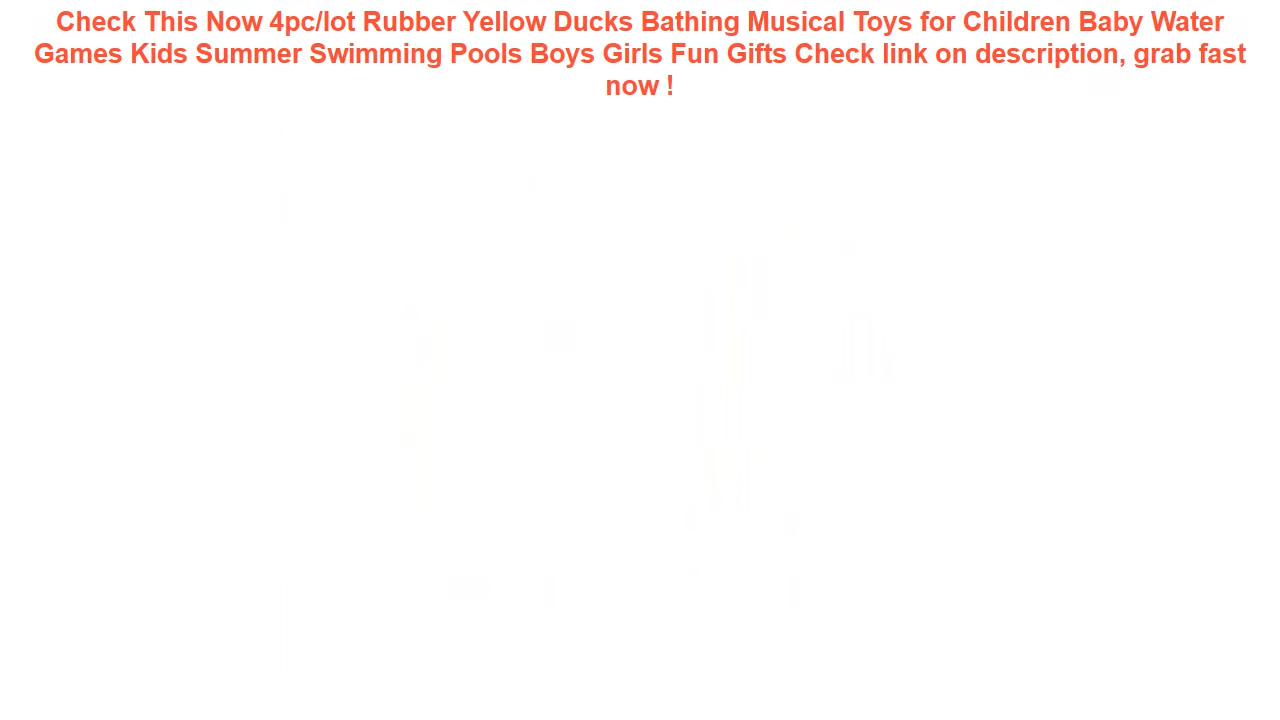 Check This Now 4pc/lot Rubber Yellow Ducks Bathing Musical Toys for Children Baby Water
Games Kids Summer Swimming Pools Boys Girls Fun Gifts Check link on description, grab fast
now !